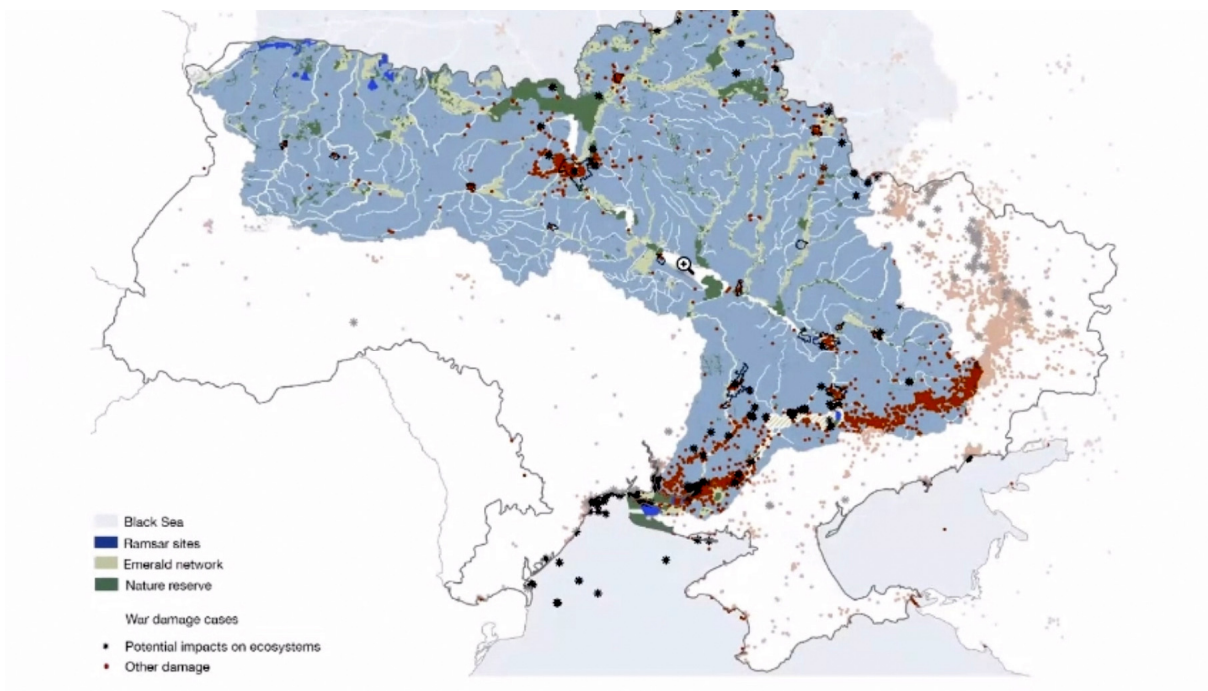 Black Sea
Ramsar sites
Emerald network
Nature reserve
War damage cases
Potential impacts on ecosystems
Other damage